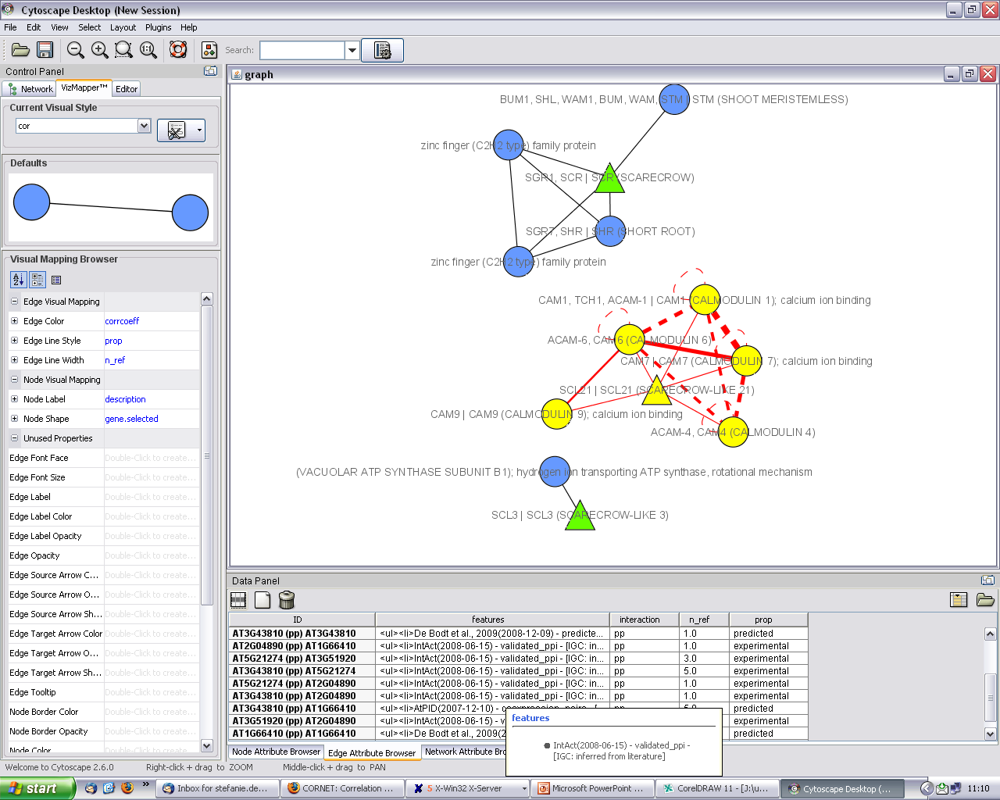 Cytoscape Desktop (New Session)
File Edit View Select Layout Plugins Help
Search:
Control Panel
Network VizMapper™ Editor
Current Visual Style
cor
Defaults
Visual Mapping Browser
Edge Visual Mapping
Edge Color corrcoeff
Edge Line Style prop
Edge Line Width n_ref
Node Visual Mapping
Node Label description
Node Shape gene.selected
Unused Properties
Edge Font Face Double-Click to create...
Edge Font Size Double-Click to create...
Edge Label Double-Click to create...
Edge Label Color Double-Click to create...
Edge Label Opacity Double-Click to create...
Edge Opacity Double-Click to create...
Edge Source Arrow C... Double-Click to create...
Edge Source Arrow O... Double-Click to create...
Edge Source Arrow Sh... Double-Click to create...
Edge Target Arrow Color Double-Click to create...
Edge Target Arrow O... Double-Click to create...
Edge Target Arrow Sh... Double-Click to create...
Edge Tooltip Double-Click to create...
Node Border Color Double-Click to create...
Node Border Opacity Double-Click to create...
Node Color Double-Click to create...
graph
BUM1, SHL, WAM1, BUM, WAM, STM | STM (SHOOT MERISTEMLESS)
zinc finger (C2H2 type) family protein
SGR1, SCR | SCR (SCARECROW)
SGR7, SHR | SHR (SHORT ROOT)
zinc finger (C2H2 type) family protein
CAM1, TCH1, ACAM-1 | CAM1 (CALMODULIN 1); calcium ion binding
ACAM-6, CAM6 (CALMODULIN 6)
CAM7 | CAM7 (CALMODULIN 7); calcium ion binding
SCL21 | SCL21 (SCARECROW-LIKE 21)
CAM9 | CAM9 (CALMODULIN 9); calcium ion binding
ACAM-4, CAM4 (CALMODULIN 4)
(VACUOLAR ATP SYNTHASE SUBUNIT B1); hydrogen ion transporting ATP synthase, rotational mechanism
SCL3 | SCL3 (SCARECROW-LIKE 3)
Data Panel
ID features interaction n_ref prop
AT3G43810 (pp) AT3G43810 <ul><li>De Bodt et al., 2009(2008-12-09) - predicte... pp 1.0 predicted
AT2G04890 (pp) AT1G66410 <ul><li>IntAct(2008-06-15) - validated_ppi - [IGC: in... pp 1.0 experimental
AT5G21274 (pp) AT3G51920 <ul><li>IntAct(2008-06-15) - validated_ppi - [IGC: in... pp 3.0 experimental
AT3G43810 (pp) AT5G21274 <ul><li>IntAct(2008-06-15) - validated_ppi - [IGC: in... pp 5.0 experimental
AT5G21274 (pp) AT2G04890 <ul><li>IntAct(2008-06-15) - validated_ppi - [IGC: in... pp 1.0 experimental
AT3G43810 (pp) AT2G04890 <ul><li>IntAct(2008-06-15) - validated_ppi - [IGC: in... pp 1.0 experimental
AT3G43810 (pp) AT1G66410 <ul><li>AtPID(2007-12-10) - coexpression_pairs - [... pp 5.0 predicted
AT3G51920 (pp) AT2G04890 <ul><li>IntAct(2008-06-15) - v experimental
AT1G66410 (pp) AT1G66410 <ul><li>De Bodt et al., 2009(2 predicted
features
IntAct(2008-06-15) - validated_ppi -
[IGC: inferred from literature]
Node Attribute Browser Edge Attribute Browser Network Attribute Bro
Welcome to Cytoscape 2.6.0 Right-click + drag to ZOOM Middle-click + drag to PAN
start Inbox for stefanie.de... CORNET: Correlation ... 5 X-Win32 X-Server Microsoft PowerPoint ... CorelDRAW 11 - [J:\u... Cytoscape Desktop (... 11:10